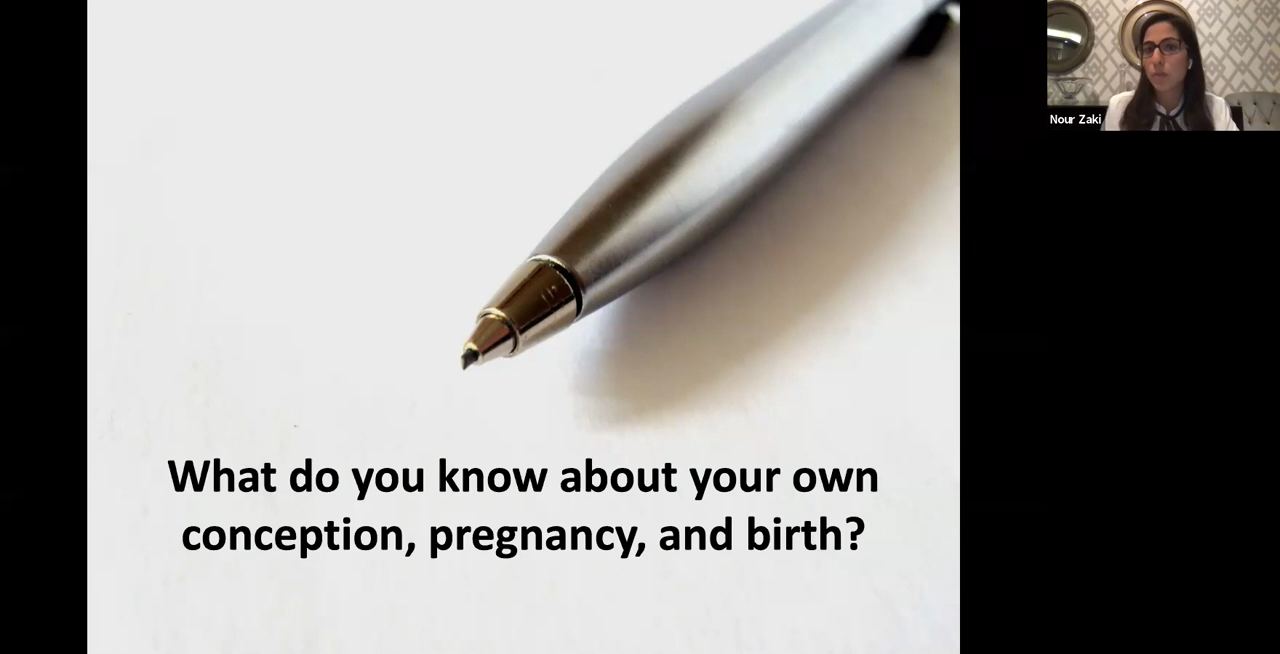 Nour Zaki
What do you know about your own
conception, pregnancy, and birth?